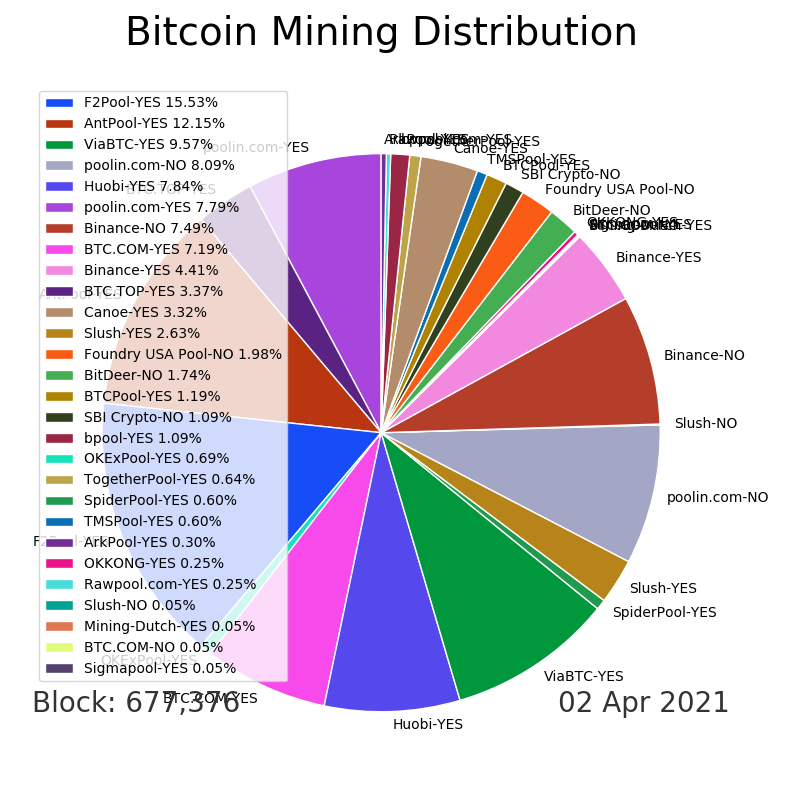 Bitcoin Mining Distribution
F2Pool-YES 15.53%
AntPool-YES 12.15%
ViaBTC-YES 9.57%
poolin.com-NO 8.09%
Huobi-YES 7.84%
poolin.com-YES 7.79%
Binance-NO 7.49%
BTC.COM-YES 7.19%
Binance-YES 4.41%
BTC.TOP-YES 3.37%
Canoe-YES 3.32%
Slush-YES 2.63%
Foundry USA Pool-NO 1.98%
BitDeer-NO 1.74%
BTCPool-YES 1.19%
SBI Crypto-NO 1.09%
bpool-YES 1.09%
OKExPool-YES 0.69%
TogetherPool-YES 0.64%
SpiderPool-YES 0.60%
TMSPool-YES 0.60%
ArkPool-YES 0.30%
OKKONG-YES 0.25%
Rawpool.com-YES 0.25%
Slush-NO 0.05%
Mining-Dutch-YES 0.05%
BTC.COM-NO 0.05%
Sigmapool-YES 0.05%
poolin.com-YES
OKExPool-YES
BTC.COM-YES
Huobi-YES
ViaBTC-YES
SpiderPool-YES
Slush-YES
poolin.com-NO
Slush-NO
Binance-NO
Binance-YES
BitDeer-NO
Foundry USA Pool-NO
SBI Crypto-NO
BTCPool-YES
TMSPool-YES
Canoe-YES
Block: 677,376
02 Apr 2021